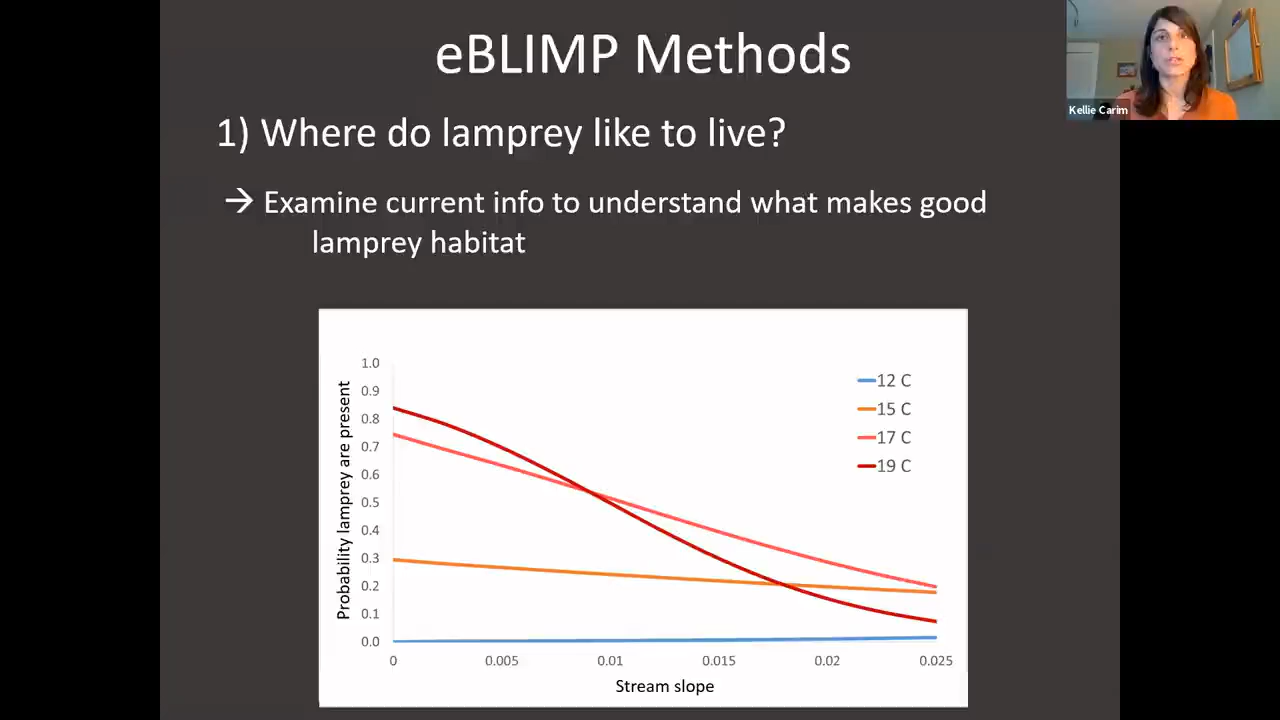 eBLIMP Methods
Kellie Carim
1) Where do lamprey like to live?
→ Examine current info to understand what makes good
lamprey habitat
Probability lamprey are present
1.0
0.9
0.8
0.7
0.6
0.5
0.4
0.3
0.2
0.1
0.0
12 C
15 C
17 C
19 C
0 0.005 0.01 0.015 0.02 0.025
Stream slope